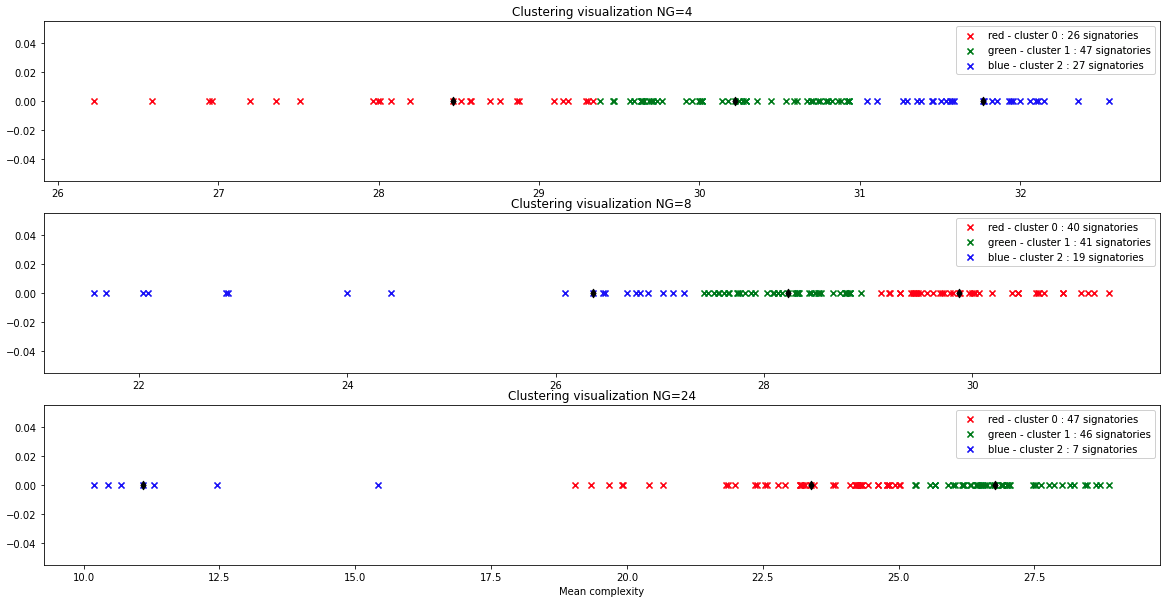 Clustering visualization NG=4
0.04
0.02
0.00
−0.02
−0.04
red - cluster 0 : 26 signatories
green - cluster 1 : 47 signatories
blue - cluster 2 : 27 signatories
26 27 28 29 30 31 32
Clustering visualization NG=8
0.04
0.02
0.00
−0.02
−0.04
red - cluster 0 : 40 signatories
green - cluster 1 : 41 signatories
blue - cluster 2 : 19 signatories
22 24 26 28 30
Clustering visualization NG=24
0.04
0.02
0.00
−0.02
−0.04
red - cluster 0 : 47 signatories
green - cluster 1 : 46 signatories
blue - cluster 2 : 7 signatories
10.0 12.5 15.0 17.5 20.0 22.5 25.0 27.5
Mean complexity